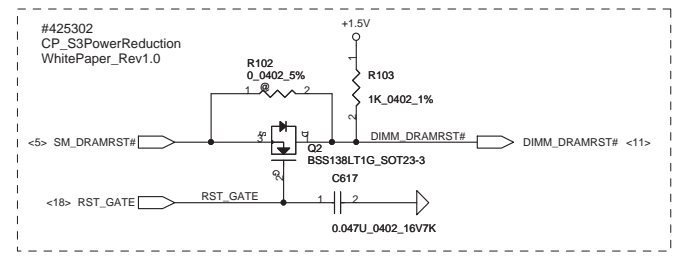 #425302
CP_S3PowerReduction
WhitePaper_Rev1.0
+1.5V
R102
0_0402_5%
@
1 2
R103
1
1K_0402_1%
2
<5> SM_DRAMRST#
3 S
D 1
DIMM_DRAMRST#
DIMM_DRAMRST# <11>
Q2
BSS138LT1G_SOT23-3
G
2
C617
<18> RST_GATE
RST_GATE
1 2
0.047U_0402_16V7K